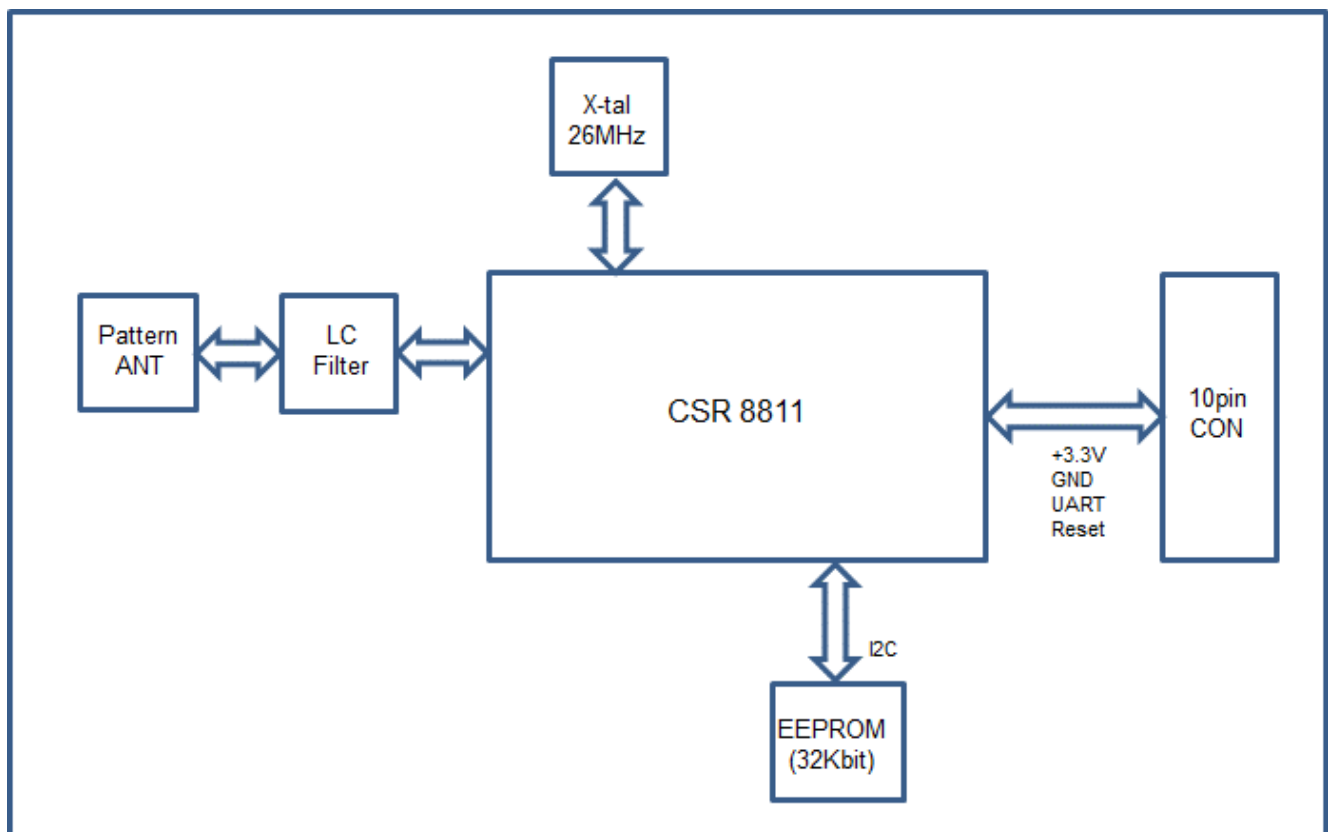 X-tal
26MHz
Pattern
ANT
LC
Filter
CSR 8811
10pin
CON
+3.3V
GND
UART
Reset
I2C
EEPROM
(32Kbit)